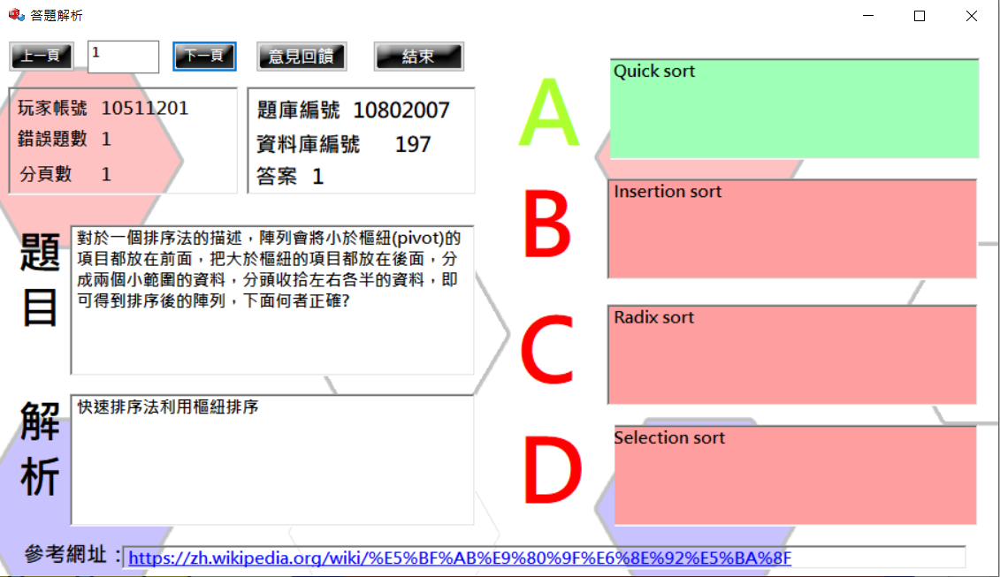 答題解析
上一頁 1 下一頁 意見回饋 結束
玩家帳號 10511201
錯誤題數 1
分頁數 1
題庫編號 10802007
資料庫編號 197
答案 1
題目
對於一個排序法的描述，陣列會將小於樞紐(pivot)的
項目都放在前面，把大於樞紐的項目都放在後面，分
成兩個小範圍的資料，分頭收拾左右各半的資料，即
可得到排序後的陣列，下面何者正確?
解析
快速排序法利用樞紐排序
A
Quick sort
B
Insertion sort
C
Radix sort
D
Selection sort
參考網址：https://zh.wikipedia.org/wiki/%E5%BF%AB%E9%80%9F%E6%8E%92%E5%BA%8F